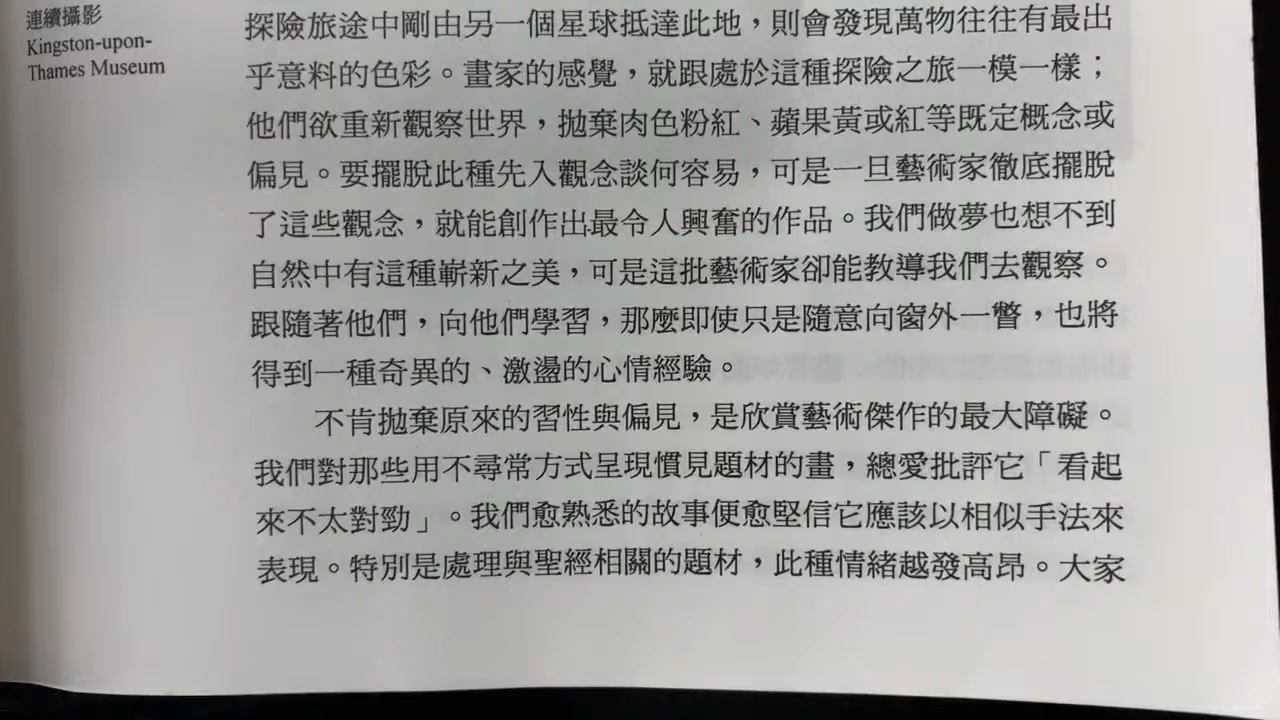 連續攝影
Kingston-upon-
Thames Museum
探險旅途中剛由另一個星球抵達此地，則會發現萬物往往有最出
乎意料的色彩。畫家的感覺，就跟處於這種探險之旅一模一樣；
他們欲重新觀察世界，拋棄肉色粉紅、蘋果黃或紅等既定概念或
偏見。要擺脫此種先入觀念談何容易，可是一旦藝術家徹底擺脫
了這些觀念，就能創作出最令人興奮的作品。我們做夢也想不到
自然中有這種嶄新之美，可是這批藝術家卻能教導我們去觀察。
跟隨著他們，向他們學習，那麼即使只是隨意向窗外一瞥，也將
得到一種奇異的、激盪的心情經驗。
不肯拋棄原來的習性與偏見，是欣賞藝術傑作的最大障礙。
我們對那些用不尋常方式呈現慣見題材的畫，總愛批評它「看起
來不太對勁」。我們愈熟悉的故事便愈堅信它應該以相似手法來
表現。特別是處理與聖經相關的題材，此種情緒越發高昂。大家